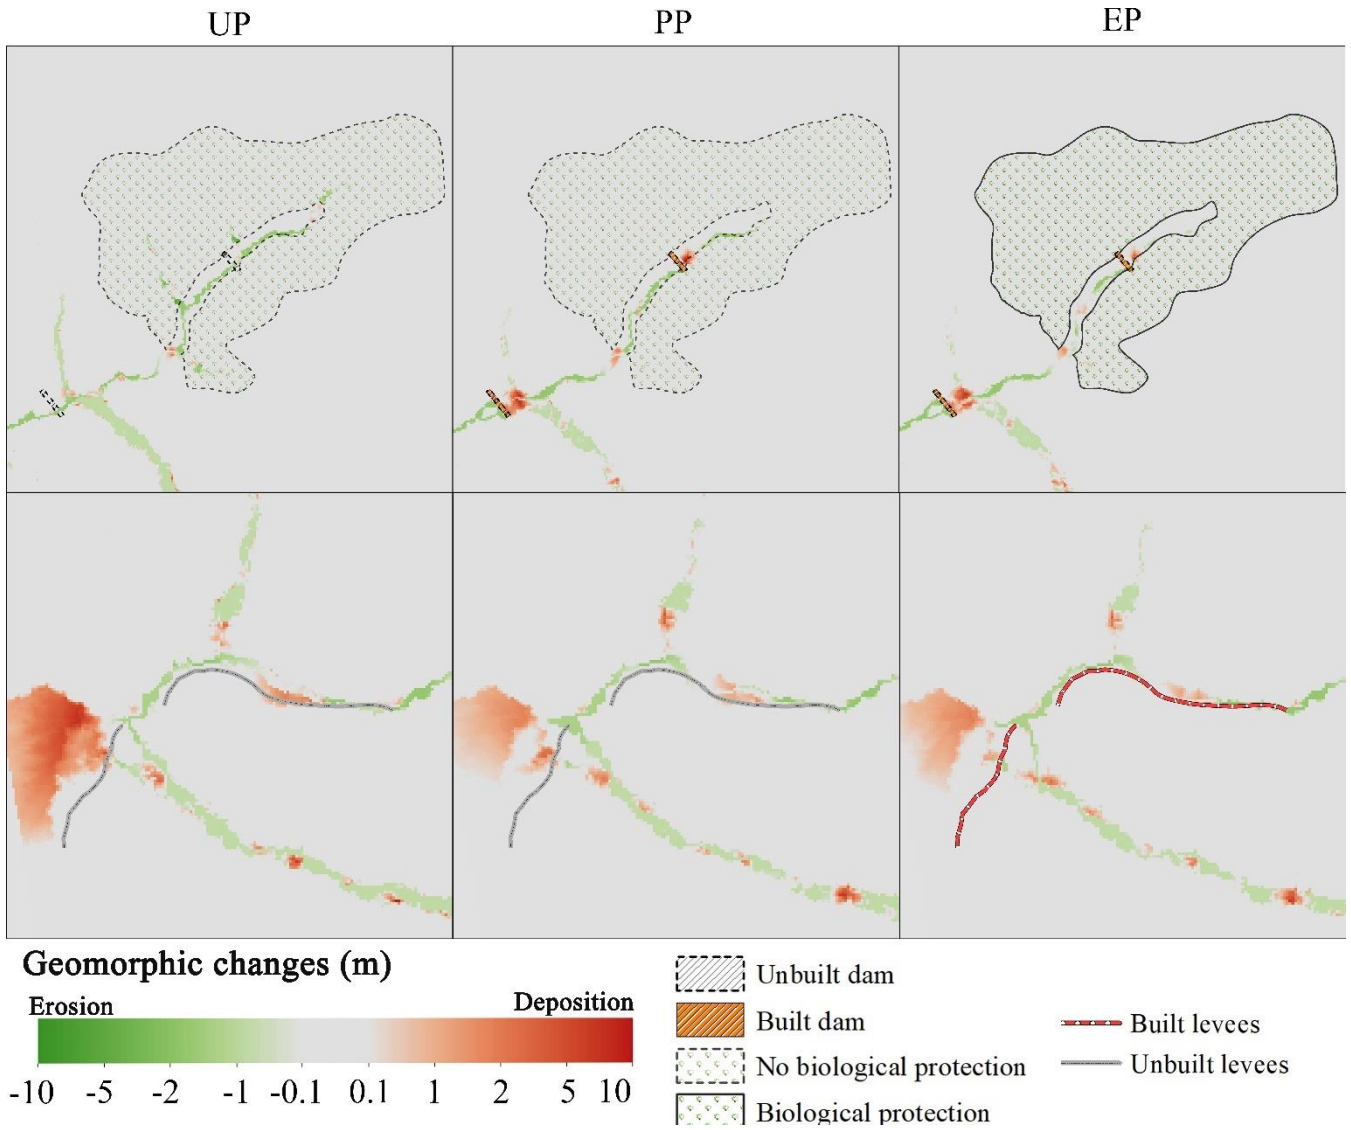 UP PP EP
Geomorphic changes (m)
Erosion Deposition
-10 -5 -2 -1 -0.1 0.1 1 2 5 10
Unbuilt dam
Built dam
No biological protection
Biological protection
Built levees
Unbuilt levees